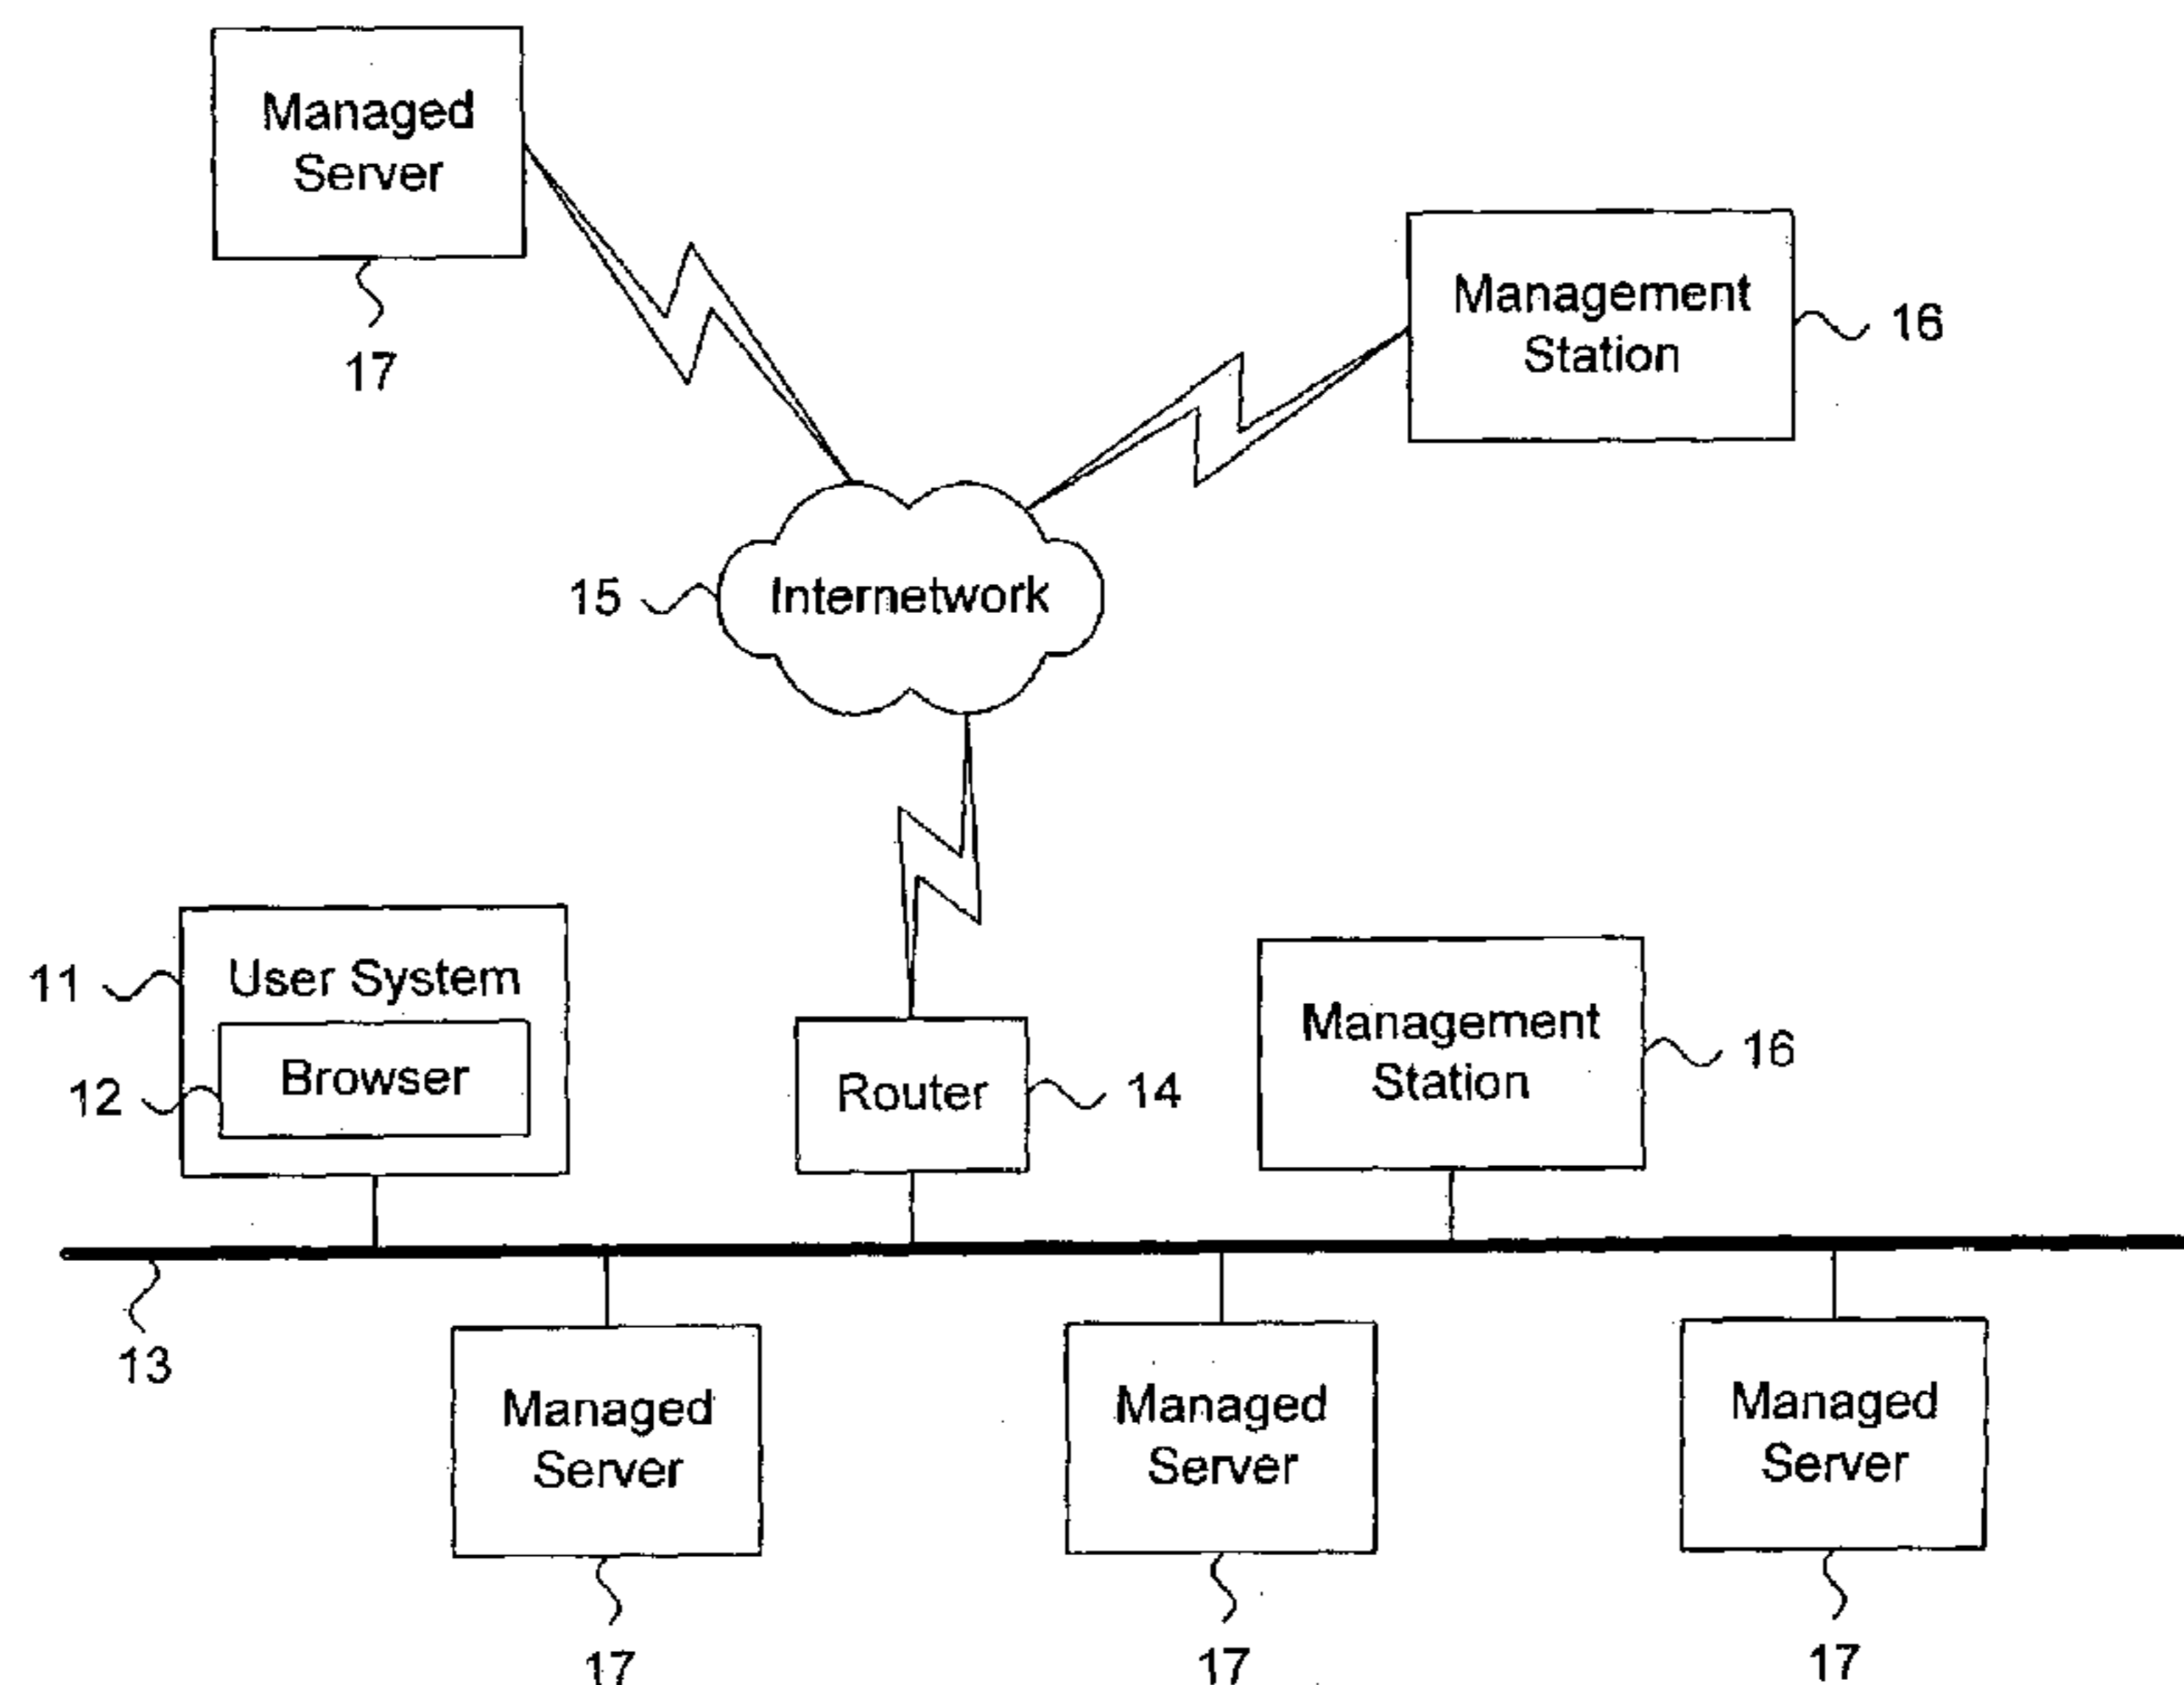 Managed
Server
17
Management
Station
16
15
Internetwork
11
User System
12
Browser
Router
14
Management
Station
16
13
Managed
Server
17
Managed
Server
17
Managed
Server
17